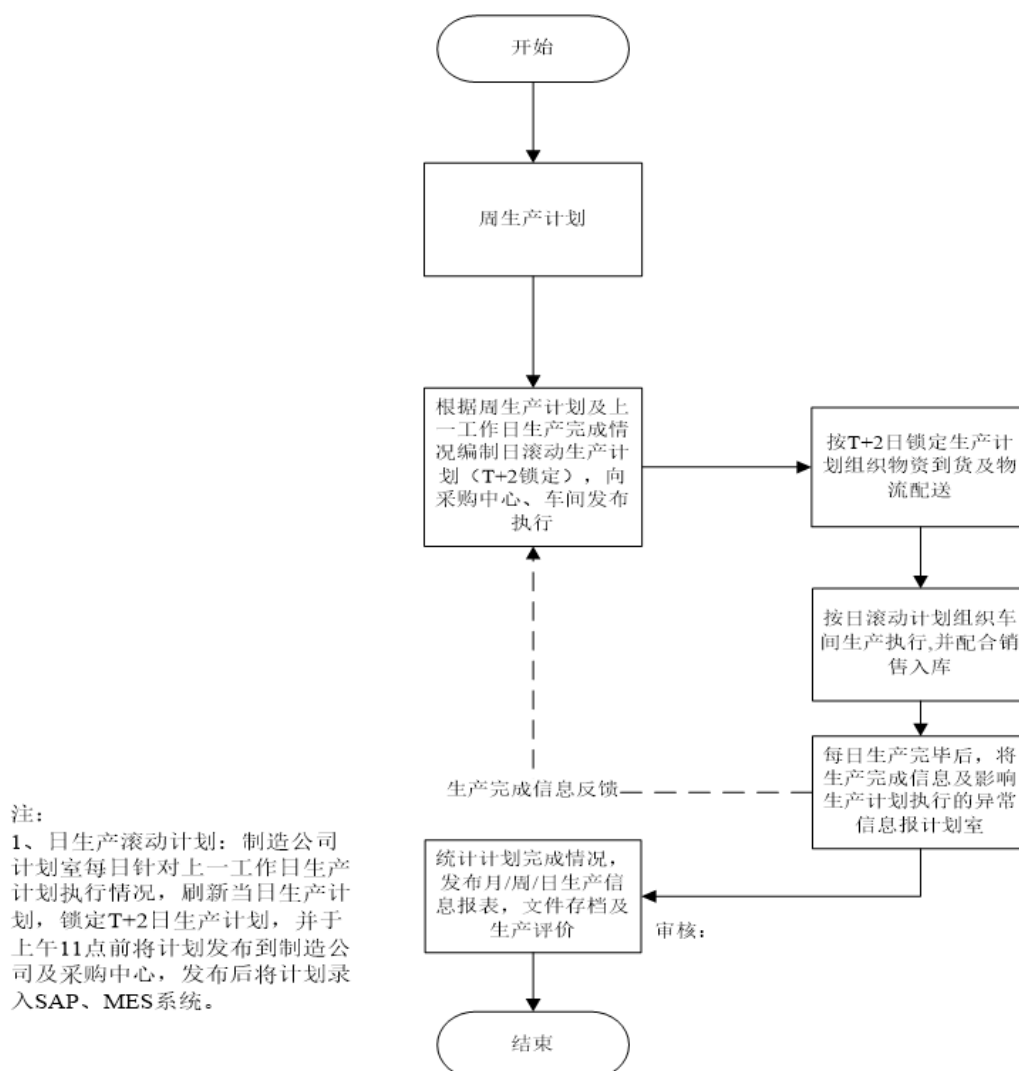 开始
周生产计划
根据周生产计划及上
一工作日生产完成情
况编制日滚动生产计
划（T+2锁定），向
采购中心、车间发布
执行
按T+2日锁定生产计
划组织物资到货及物
流配送
按日滚动计划组织车
间生产执行,并配合销
售入库
每日生产完毕后，将
生产完成信息及影响
生产计划执行的异常
信息报计划室
生产完成信息反馈
统计计划完成情况，
发布月/周/日生产信
息报表，文件存档及
生产评价
审核：
结束
注：
1、日生产滚动计划：制造公司
计划室每日针对上一工作日生产
计划执行情况，刷新当日生产计
划，锁定T+2日生产计划，并于
上午11点前将计划发布到制造公
司及采购中心，发布后将计划录
入SAP、MES系统。